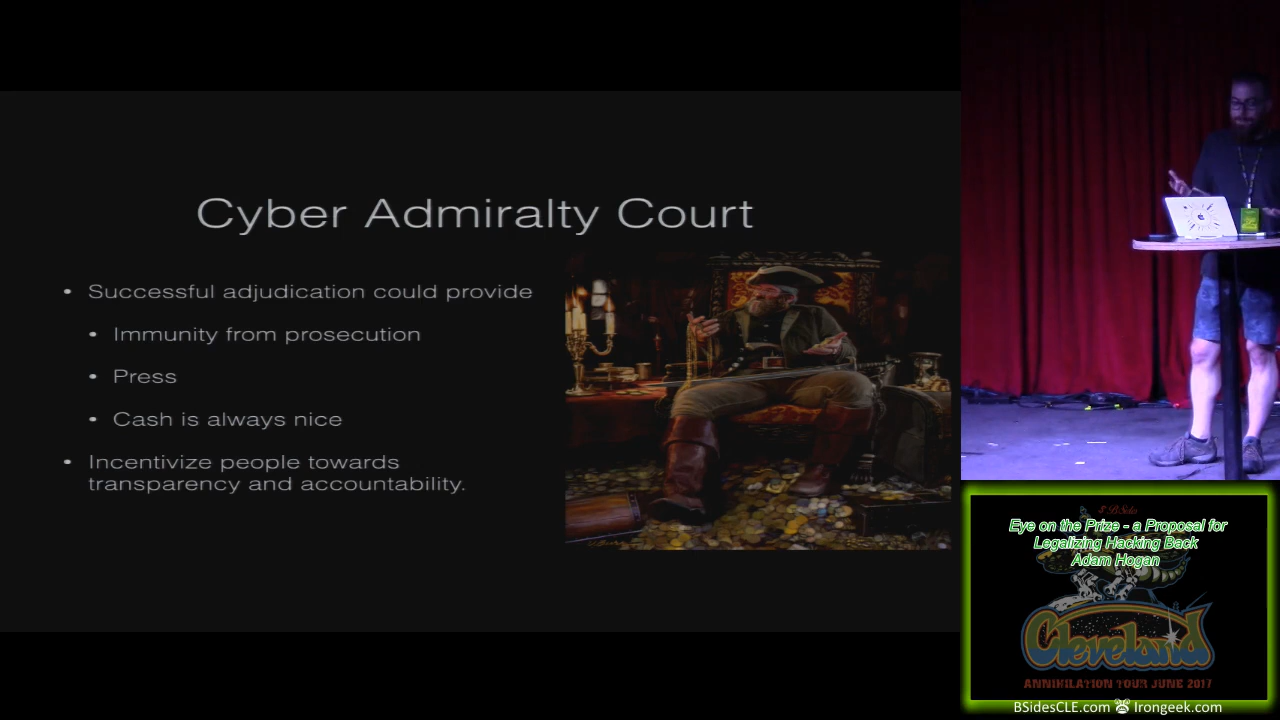 Cyber Admiralty Court
• Successful adjudication could provide
• Immunity from prosecution
• Press
• Cash is always nice
• Incentivize people towards
transparency and accountability.
Eye on the Prize - a Proposal for
Legalizing Hacking Back
Adam Hogan
Cleveland
ANNIHILATION TOUR JUNE 2017
BSidesCLE.com Irongeek.com